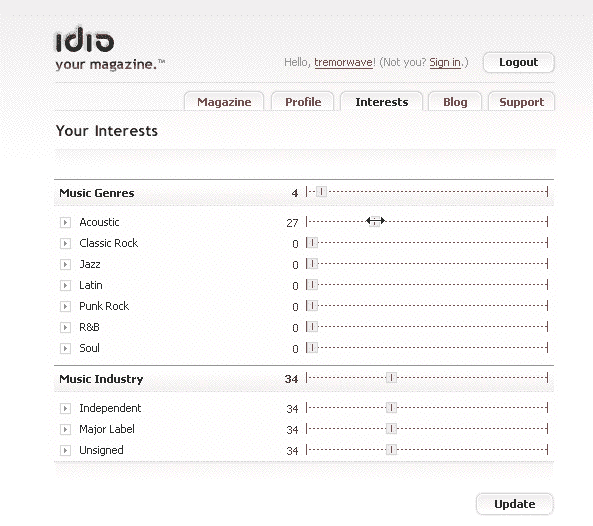 idio
your magazine.™
Hello, tremorwave! (Not you? Sign in.) Logout
Magazine Profile Interests Blog Support
Your Interests
Music Genres 4
Acoustic 27
Classic Rock 0
Jazz 0
Latin 0
Punk Rock 0
R&B 0
Soul 0
Music Industry 34
Independent 34
Major Label 34
Unsigned 34
Update